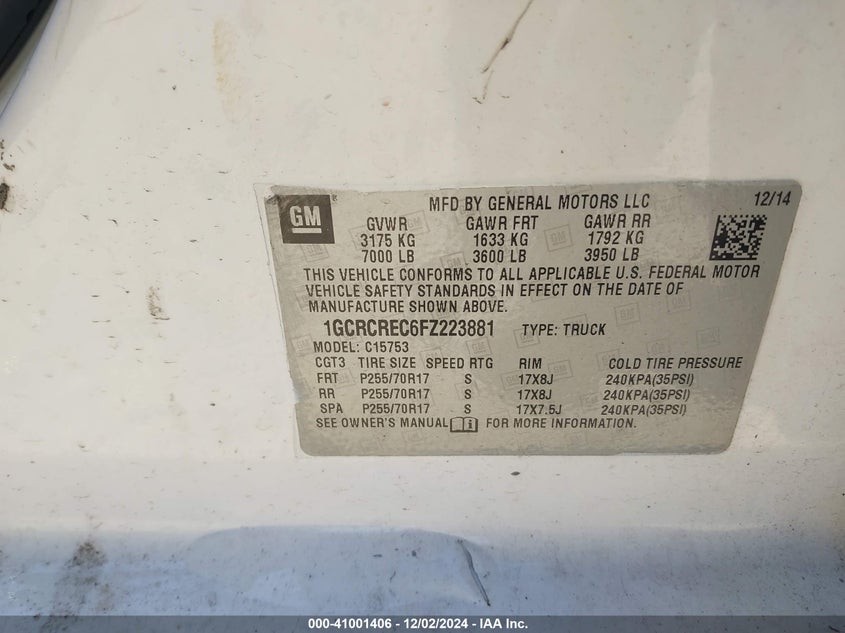 GM
MFD BY GENERAL MOTORS LLC 12/14
GVWR GAWR FRT GAWR RR
3175 KG 1633 KG 1792 KG
7000 LB 3600 LB 3950 LB
THIS VEHICLE CONFORMS TO ALL APPLICABLE U.S. FEDERAL MOTOR
VEHICLE SAFETY STANDARDS IN EFFECT ON THE DATE OF
MANUFACTURE SHOWN ABOVE.
1GCRCREC6FZ223881 TYPE: TRUCK
MODEL: C15753
CGT3 TIRE SIZE SPEED RTG RIM COLD TIRE PRESSURE
FRT P255/70R17 S 17X8J 240KPA(35PSI)
RR P255/70R17 S 17X8J 240KPA(35PSI)
SPA P255/70R17 S 17X7.5J 240KPA(35PSI)
SEE OWNER'S MANUAL FOR MORE INFORMATION.
000-41001406 • 12/02/2024 • IAA Inc.